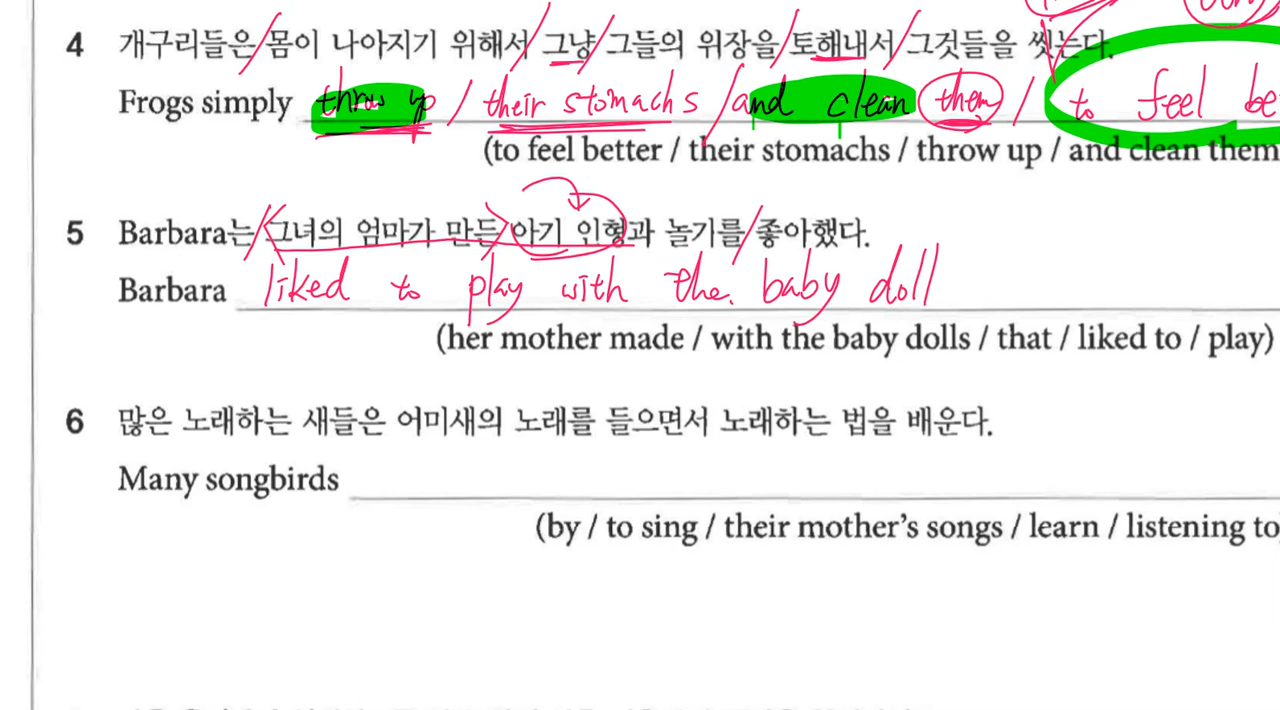 4 개구리들은/몸이 나아지기 위해서/그냥/그들의 위장을/토해내서/그것들을 씻는다.
Frogs simply throw up / their stomachs / and clean them / to feel be
(to feel better / their stomachs / throw up / and clean them
5 Barbara는/그녀의 엄마가 만든/아기 인형과 놀기를/좋아했다.
Barbara liked to play with the. baby doll
(her mother made / with the baby dolls / that / liked to / play)
6 많은 노래하는 새들은 어미새의 노래를 들으면서 노래하는 법을 배운다.
Many songbirds
(by / to sing / their mother's songs / learn / listening to